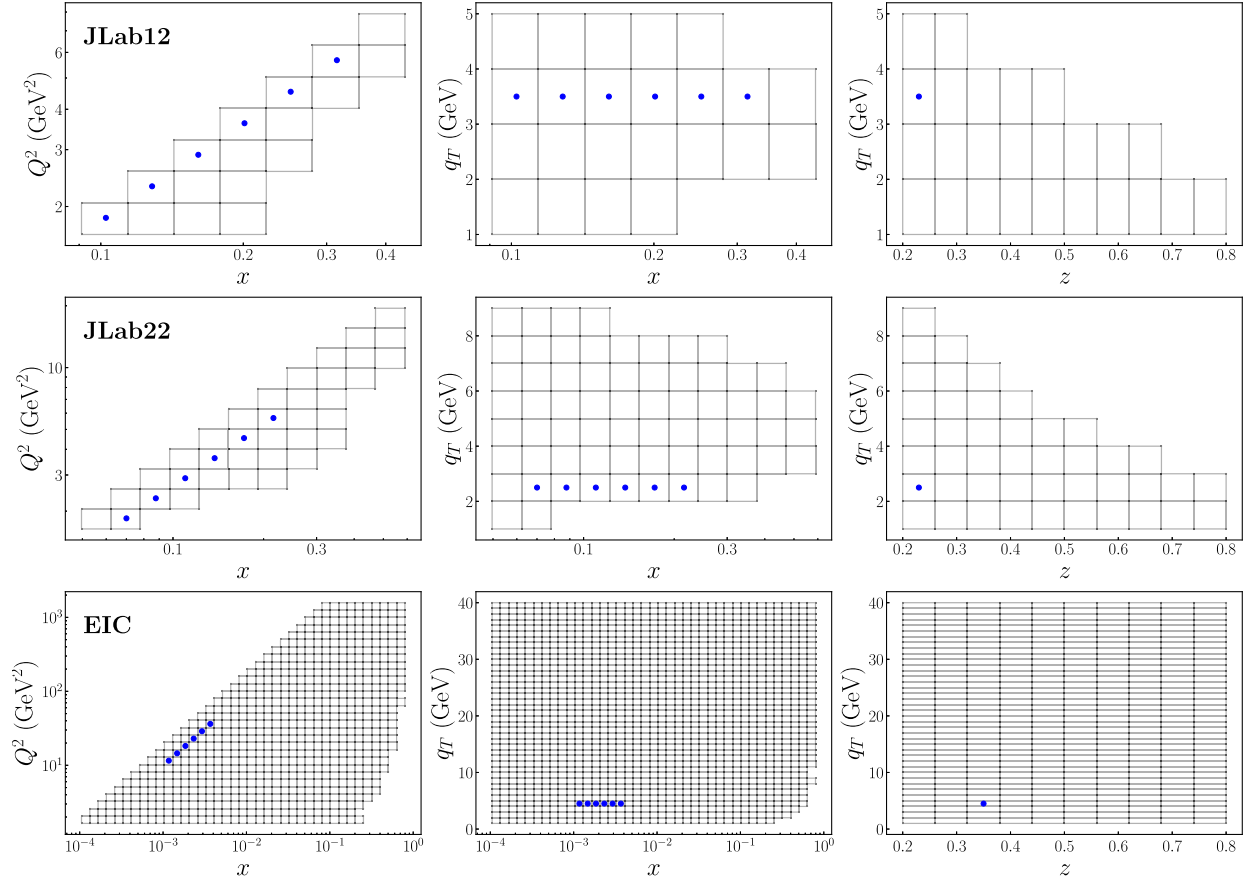 JLab12
Q² (GeV²)
6
4
3
2
0.1 0.2 0.3 0.4
x
q_T (GeV)
5
4
3
2
1
0.1 0.2 0.3 0.4
x
q_T (GeV)
5
4
3
2
1
0.2 0.3 0.4 0.5 0.6 0.7 0.8
z
JLab22
Q² (GeV²)
10
3
0.1 0.3
x
q_T (GeV)
8
6
4
2
0.1 0.3
x
q_T (GeV)
8
6
4
2
0.2 0.3 0.4 0.5 0.6 0.7 0.8
z
EIC
Q² (GeV²)
10³
10²
10¹
10⁻⁴ 10⁻³ 10⁻² 10⁻¹ 10⁰
x
q_T (GeV)
40
30
20
10
0
10⁻⁴ 10⁻³ 10⁻² 10⁻¹ 10⁰
x
q_T (GeV)
40
30
20
10
0
0.2 0.3 0.4 0.5 0.6 0.7 0.8
z